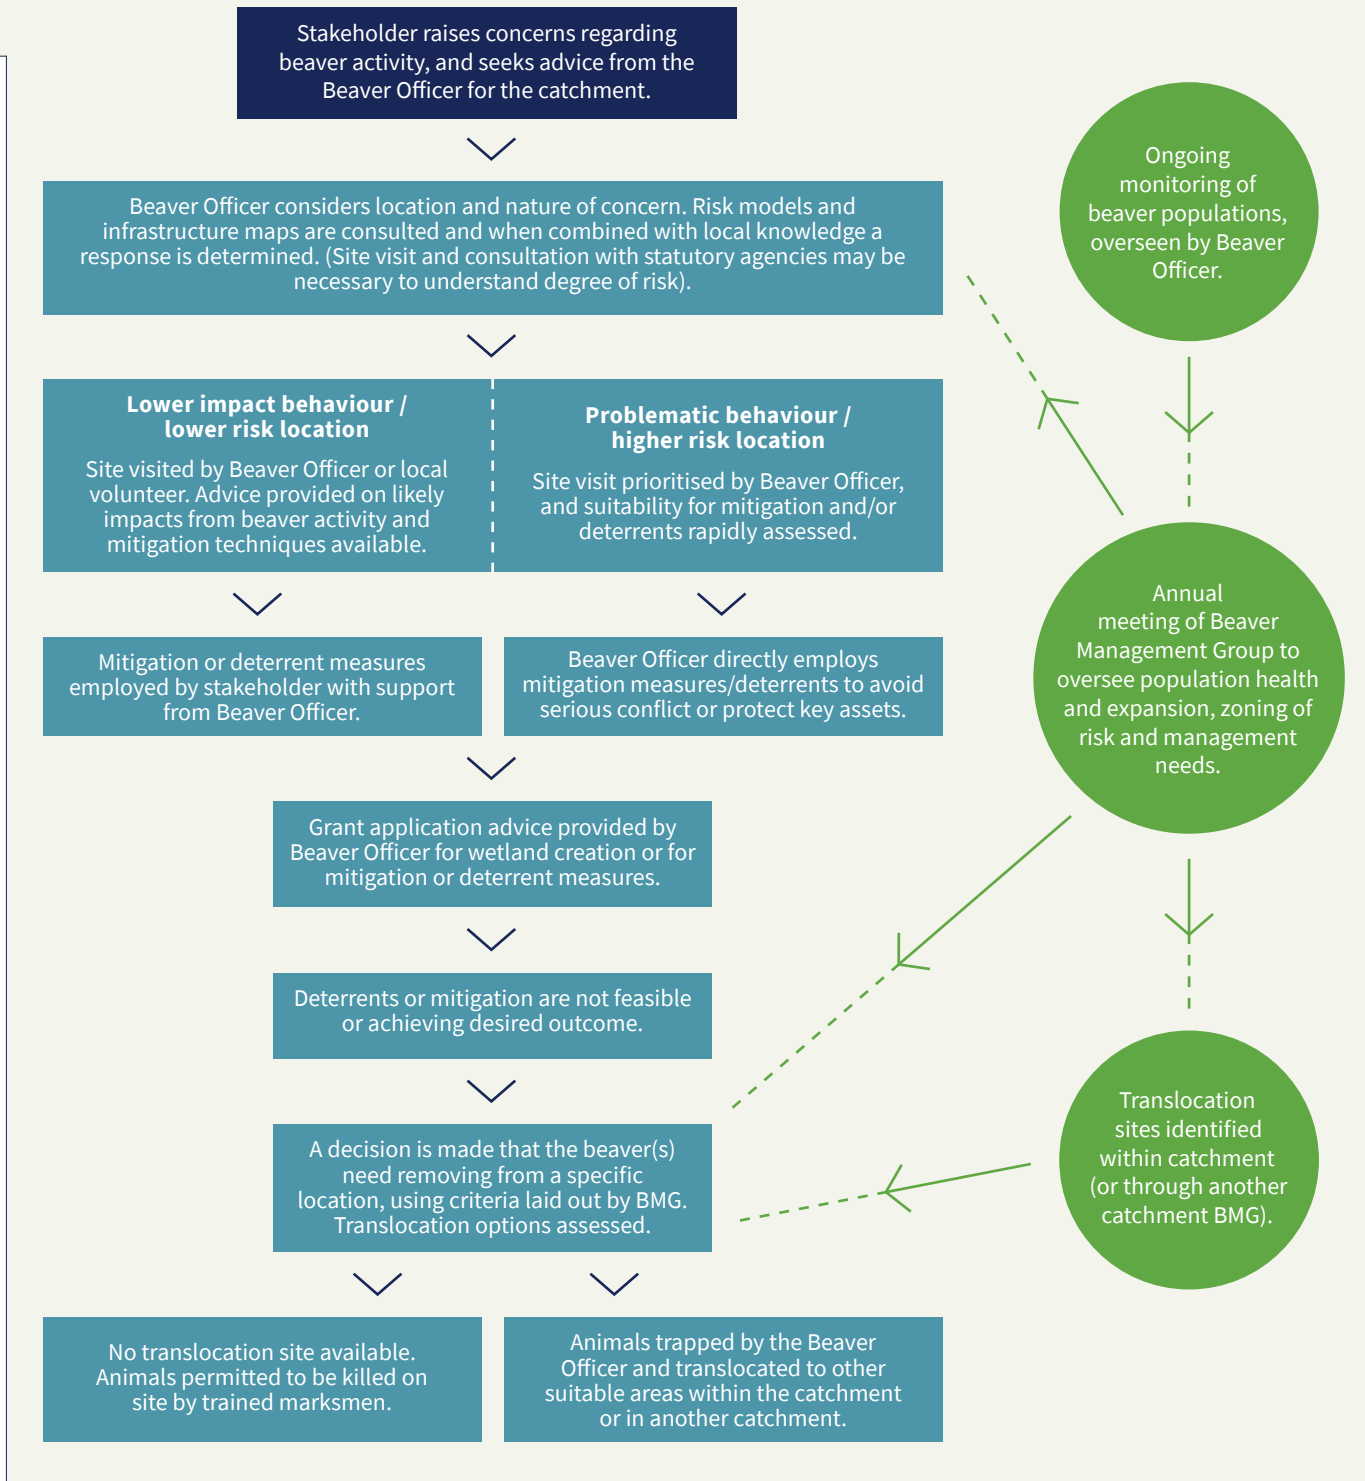 Stakeholder raises concerns regarding
beaver activity, and seeks advice from the
Beaver Officer for the catchment.
Beaver Officer considers location and nature of concern. Risk models and
infrastructure maps are consulted and when combined with local knowledge a
response is determined. (Site visit and consultation with statutory agencies may be
necessary to understand degree of risk).
Lower impact behaviour /
lower risk location
Site visited by Beaver Officer or local
volunteer. Advice provided on likely
impacts from beaver activity and
mitigation techniques available.
Problematic behaviour /
higher risk location
Site visit prioritised by Beaver Officer,
and suitability for mitigation and/or
deterrents rapidly assessed.
Mitigation or deterrent measures
employed by stakeholder with support
from Beaver Officer.
Beaver Officer directly employs
mitigation measures/deterrents to avoid
serious conflict or protect key assets.
Grant application advice provided by
Beaver Officer for wetland creation or for
mitigation or deterrent measures.
Deterrents or mitigation are not feasible
or achieving desired outcome.
A decision is made that the beaver(s)
need removing from a specific
location, using criteria laid out by BMG.
Translocation options assessed.
No translocation site available.
Animals permitted to be killed on
site by trained marksmen.
Animals trapped by the Beaver
Officer and translocated to other
suitable areas within the catchment
or in another catchment.
Ongoing
monitoring of
beaver populations,
overseen by Beaver
Officer.
Annual
meeting of Beaver
Management Group to
oversee population health
and expansion, zoning of
risk and management
needs.
Translocation
sites identified
within catchment
(or through another
catchment BMG).